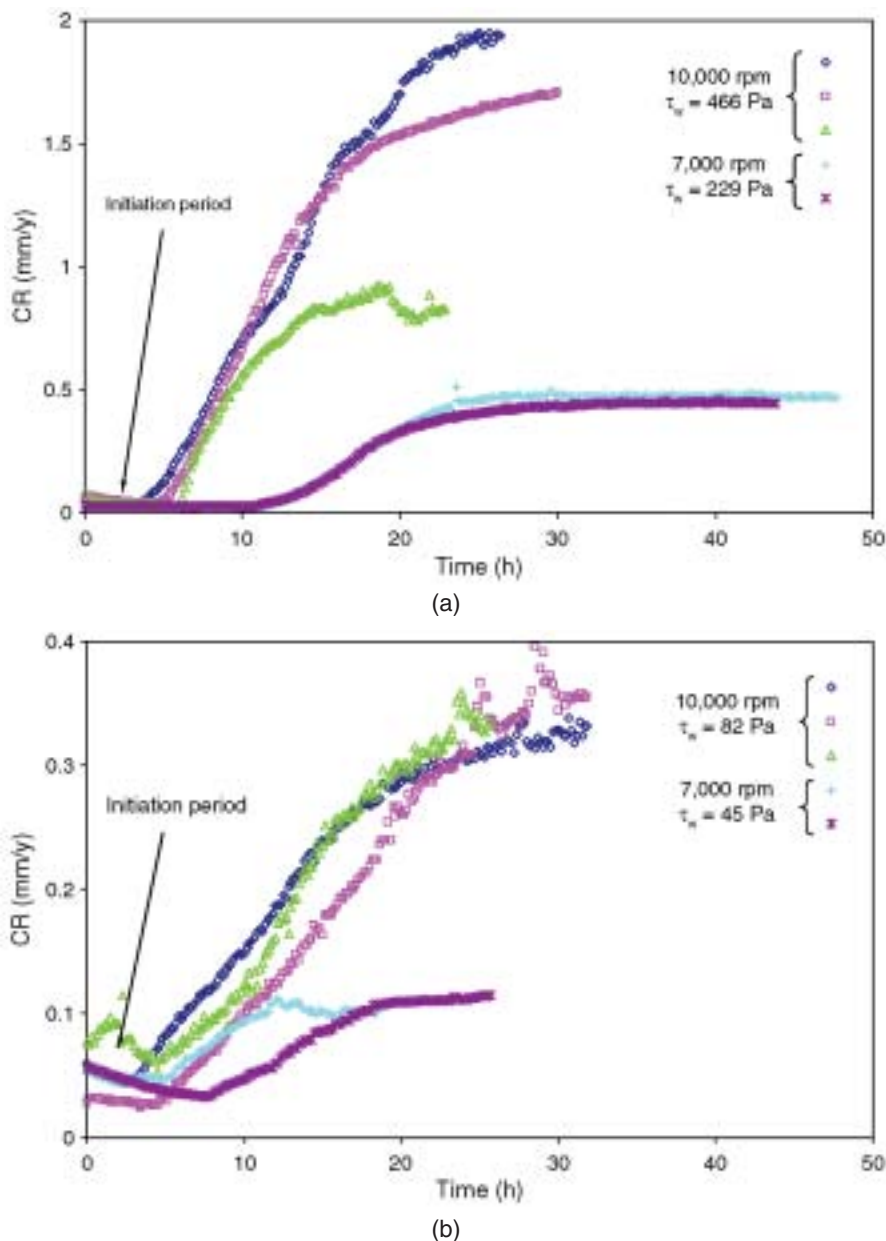 2
1.5
1
0.5
0
CR (mm/y)
Initiation period
10,000 rpm
τw = 466 Pa
7,000 rpm
τw = 229 Pa
0 10 20 30 40 50
Time (h)
(a)
0.4
0.3
0.2
0.1
0
CR (mm/y)
Initiation period
10,000 rpm
τw = 82 Pa
7,000 rpm
τw = 45 Pa
0 10 20 30 40 50
Time (h)
(b)